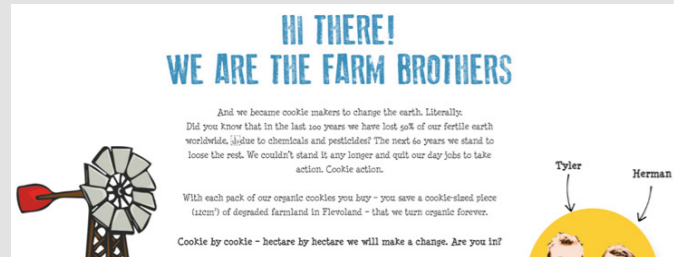 HI THERE!
WE ARE THE FARM BROTHERS
And we became cookie makers to change the earth. Literally.
Did you know that in the last 100 years we have lost 50% of our fertile earth
worldwide, due to chemicals and pesticides? The next 60 years we stand to
loose the rest. We couldn't stand it any longer and quit our day jobs to take
action. Cookie action.
With each pack of our organic cookies you buy – you save a cookie-sized piece
(12cm²) of degraded farmland in Flevoland – that we turn organic forever.
Cookie by cookie – hectare by hectare we will make a change. Are you in?
Tyler
Herman